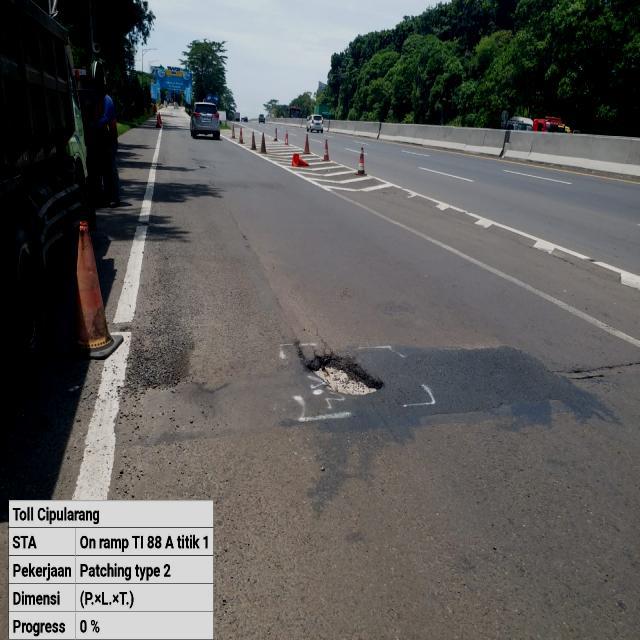 Toll Cipularang
STA On ramp TI 88 A titik 1
Pekerjaan Patching type 2
Dimensi (P.×L.×T.)
Progress 0 %